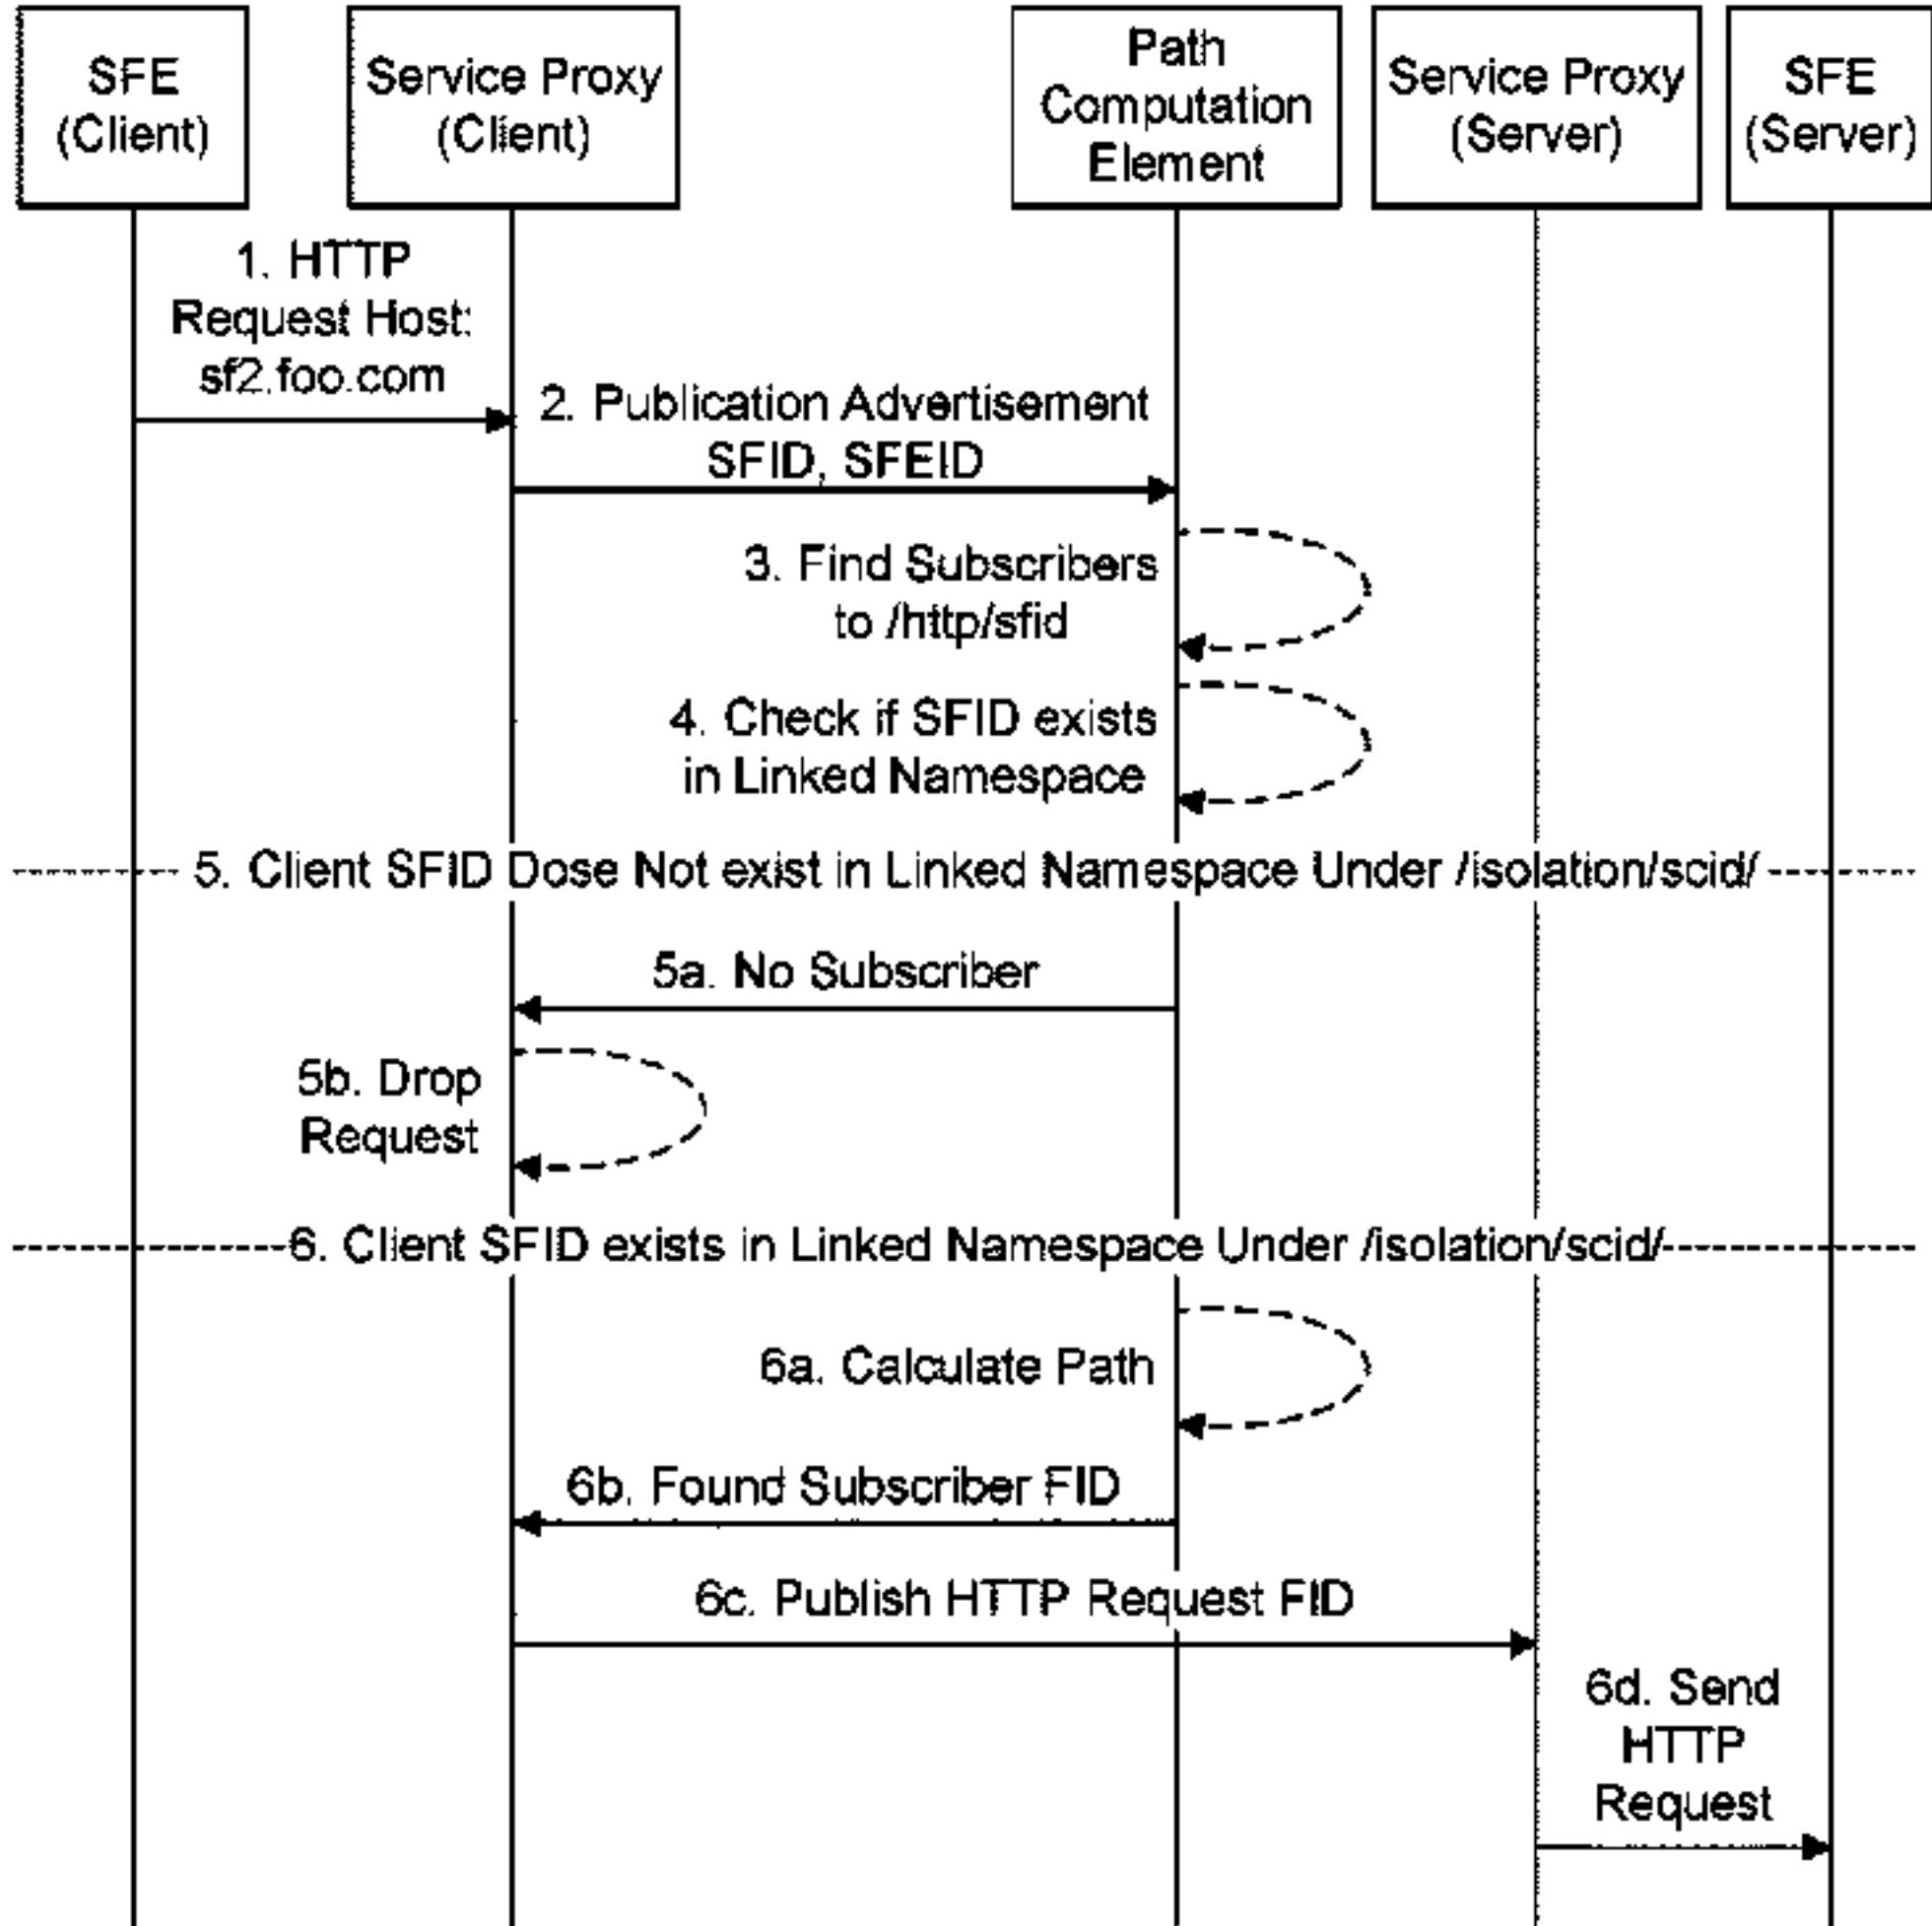 SFE
(Client)
Service Proxy
(Client)
Path
Computation
Element
Service Proxy
(Server)
SFE
(Server)
1. HTTP
Request Host:
sf2.foo.com
2. Publication Advertisement
SFID, SFEID
3. Find Subscribers
to /http/sfid
4. Check if SFID exists
in Linked Namespace
5. Client SFID Dose Not exist in Linked Namespace Under /isolation/scid/
5a. No Subscriber
5b. Drop
Request
6. Client SFID exists in Linked Namespace Under /isolation/scid/
6a. Calculate Path
6b. Found Subscriber FID
6c. Publish HTTP Request FID
6d. Send
HTTP
Request